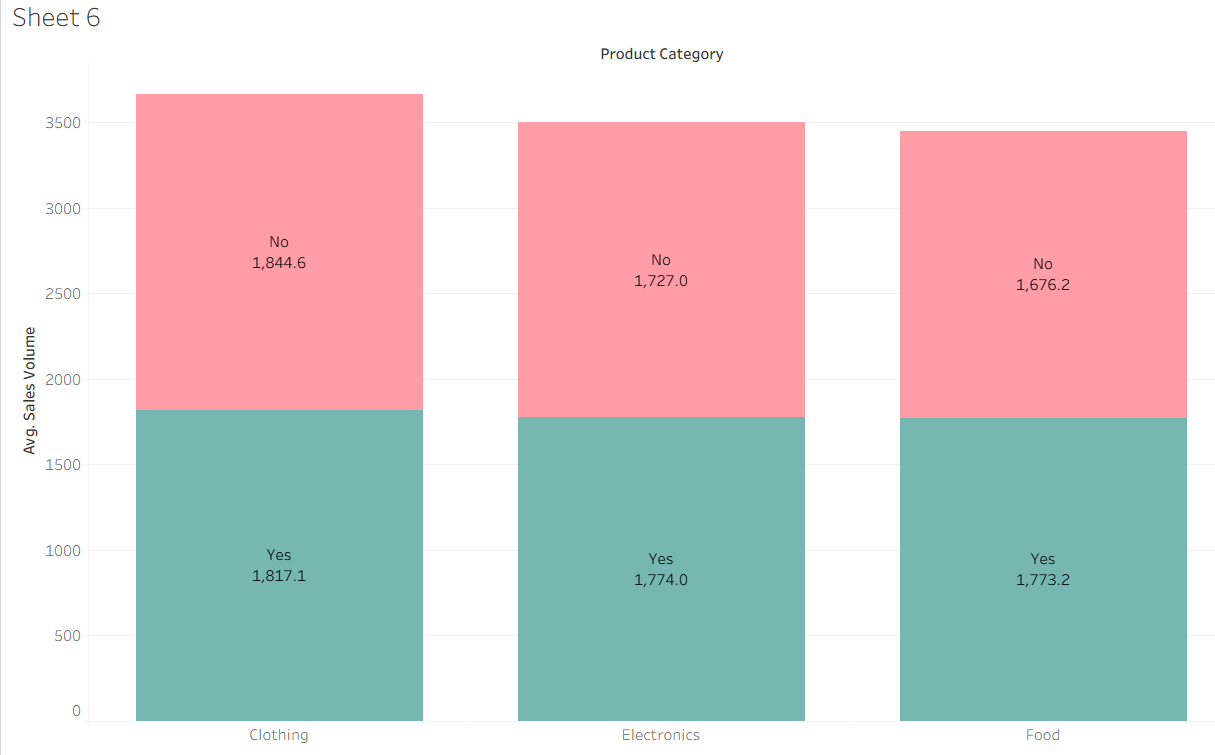 Sheet 6
Product Category
Avg. Sales Volume
3500
3000
2500
2000
1500
1000
500
0
No
1,844.6
No
1,727.0
No
1,676.2
Yes
1,817.1
Yes
1,774.0
Yes
1,773.2
Clothing
Electronics
Food